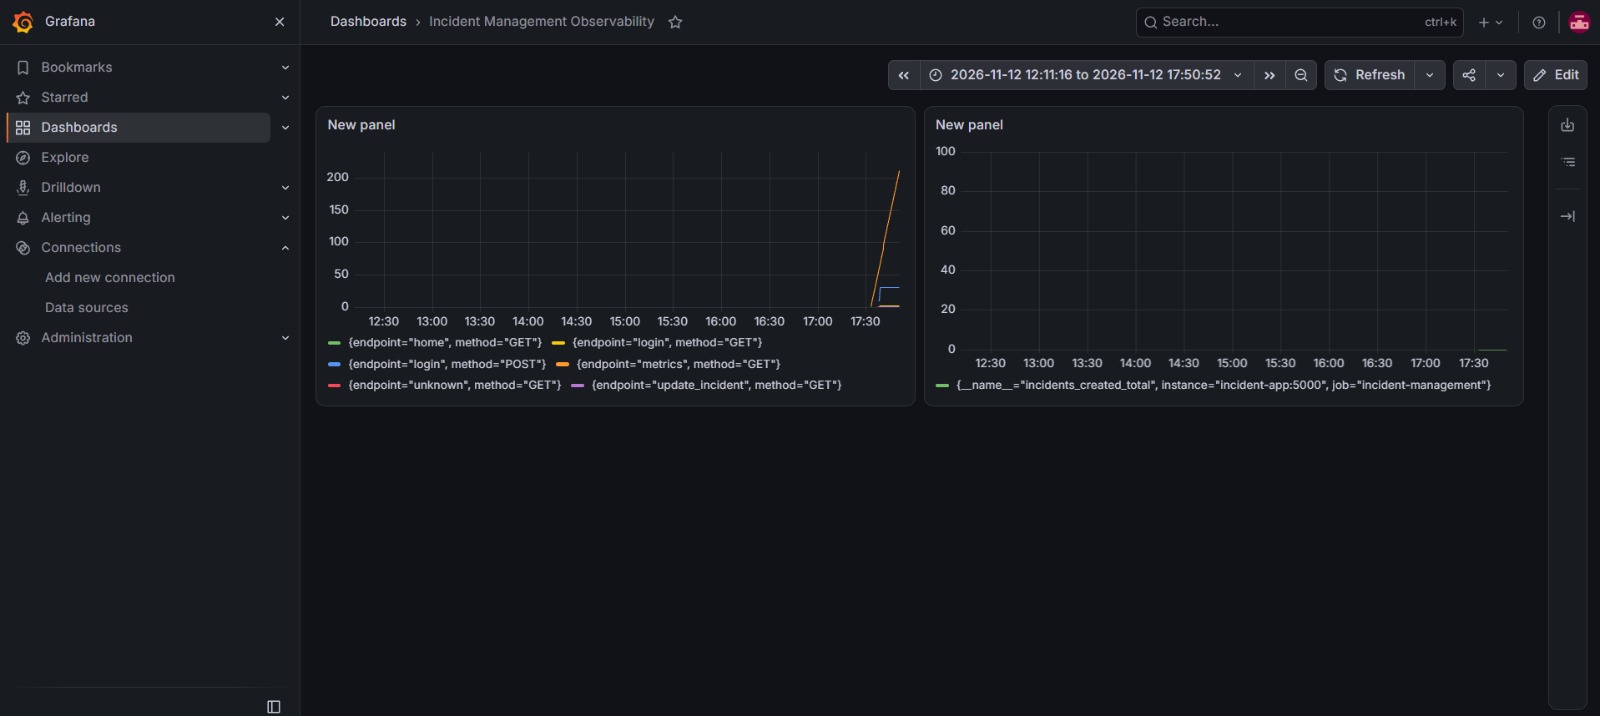 Grafana
Dashboards › Incident Management Observability
Search...
ctrl+k
Bookmarks
Starred
Dashboards
Explore
Drilldown
Alerting
Connections
Add new connection
Data sources
Administration
2026-11-12 12:11:16 to 2026-11-12 17:50:52
Refresh
Edit
New panel
200
150
100
50
0
12:30 13:00 13:30 14:00 14:30 15:00 15:30 16:00 16:30 17:00 17:30
{endpoint="home", method="GET"} {endpoint="login", method="GET"}
{endpoint="login", method="POST"} {endpoint="metrics", method="GET"}
{endpoint="unknown", method="GET"} {endpoint="update_incident", method="GET"}
New panel
100
80
60
40
20
0
12:30 13:00 13:30 14:00 14:30 15:00 15:30 16:00 16:30 17:00 17:30
{__name__="incidents_created_total", instance="incident-app:5000", job="incident-management"}